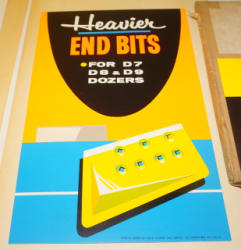 Heavier
END BITS
FOR D7
D8 & D9
DOZERS